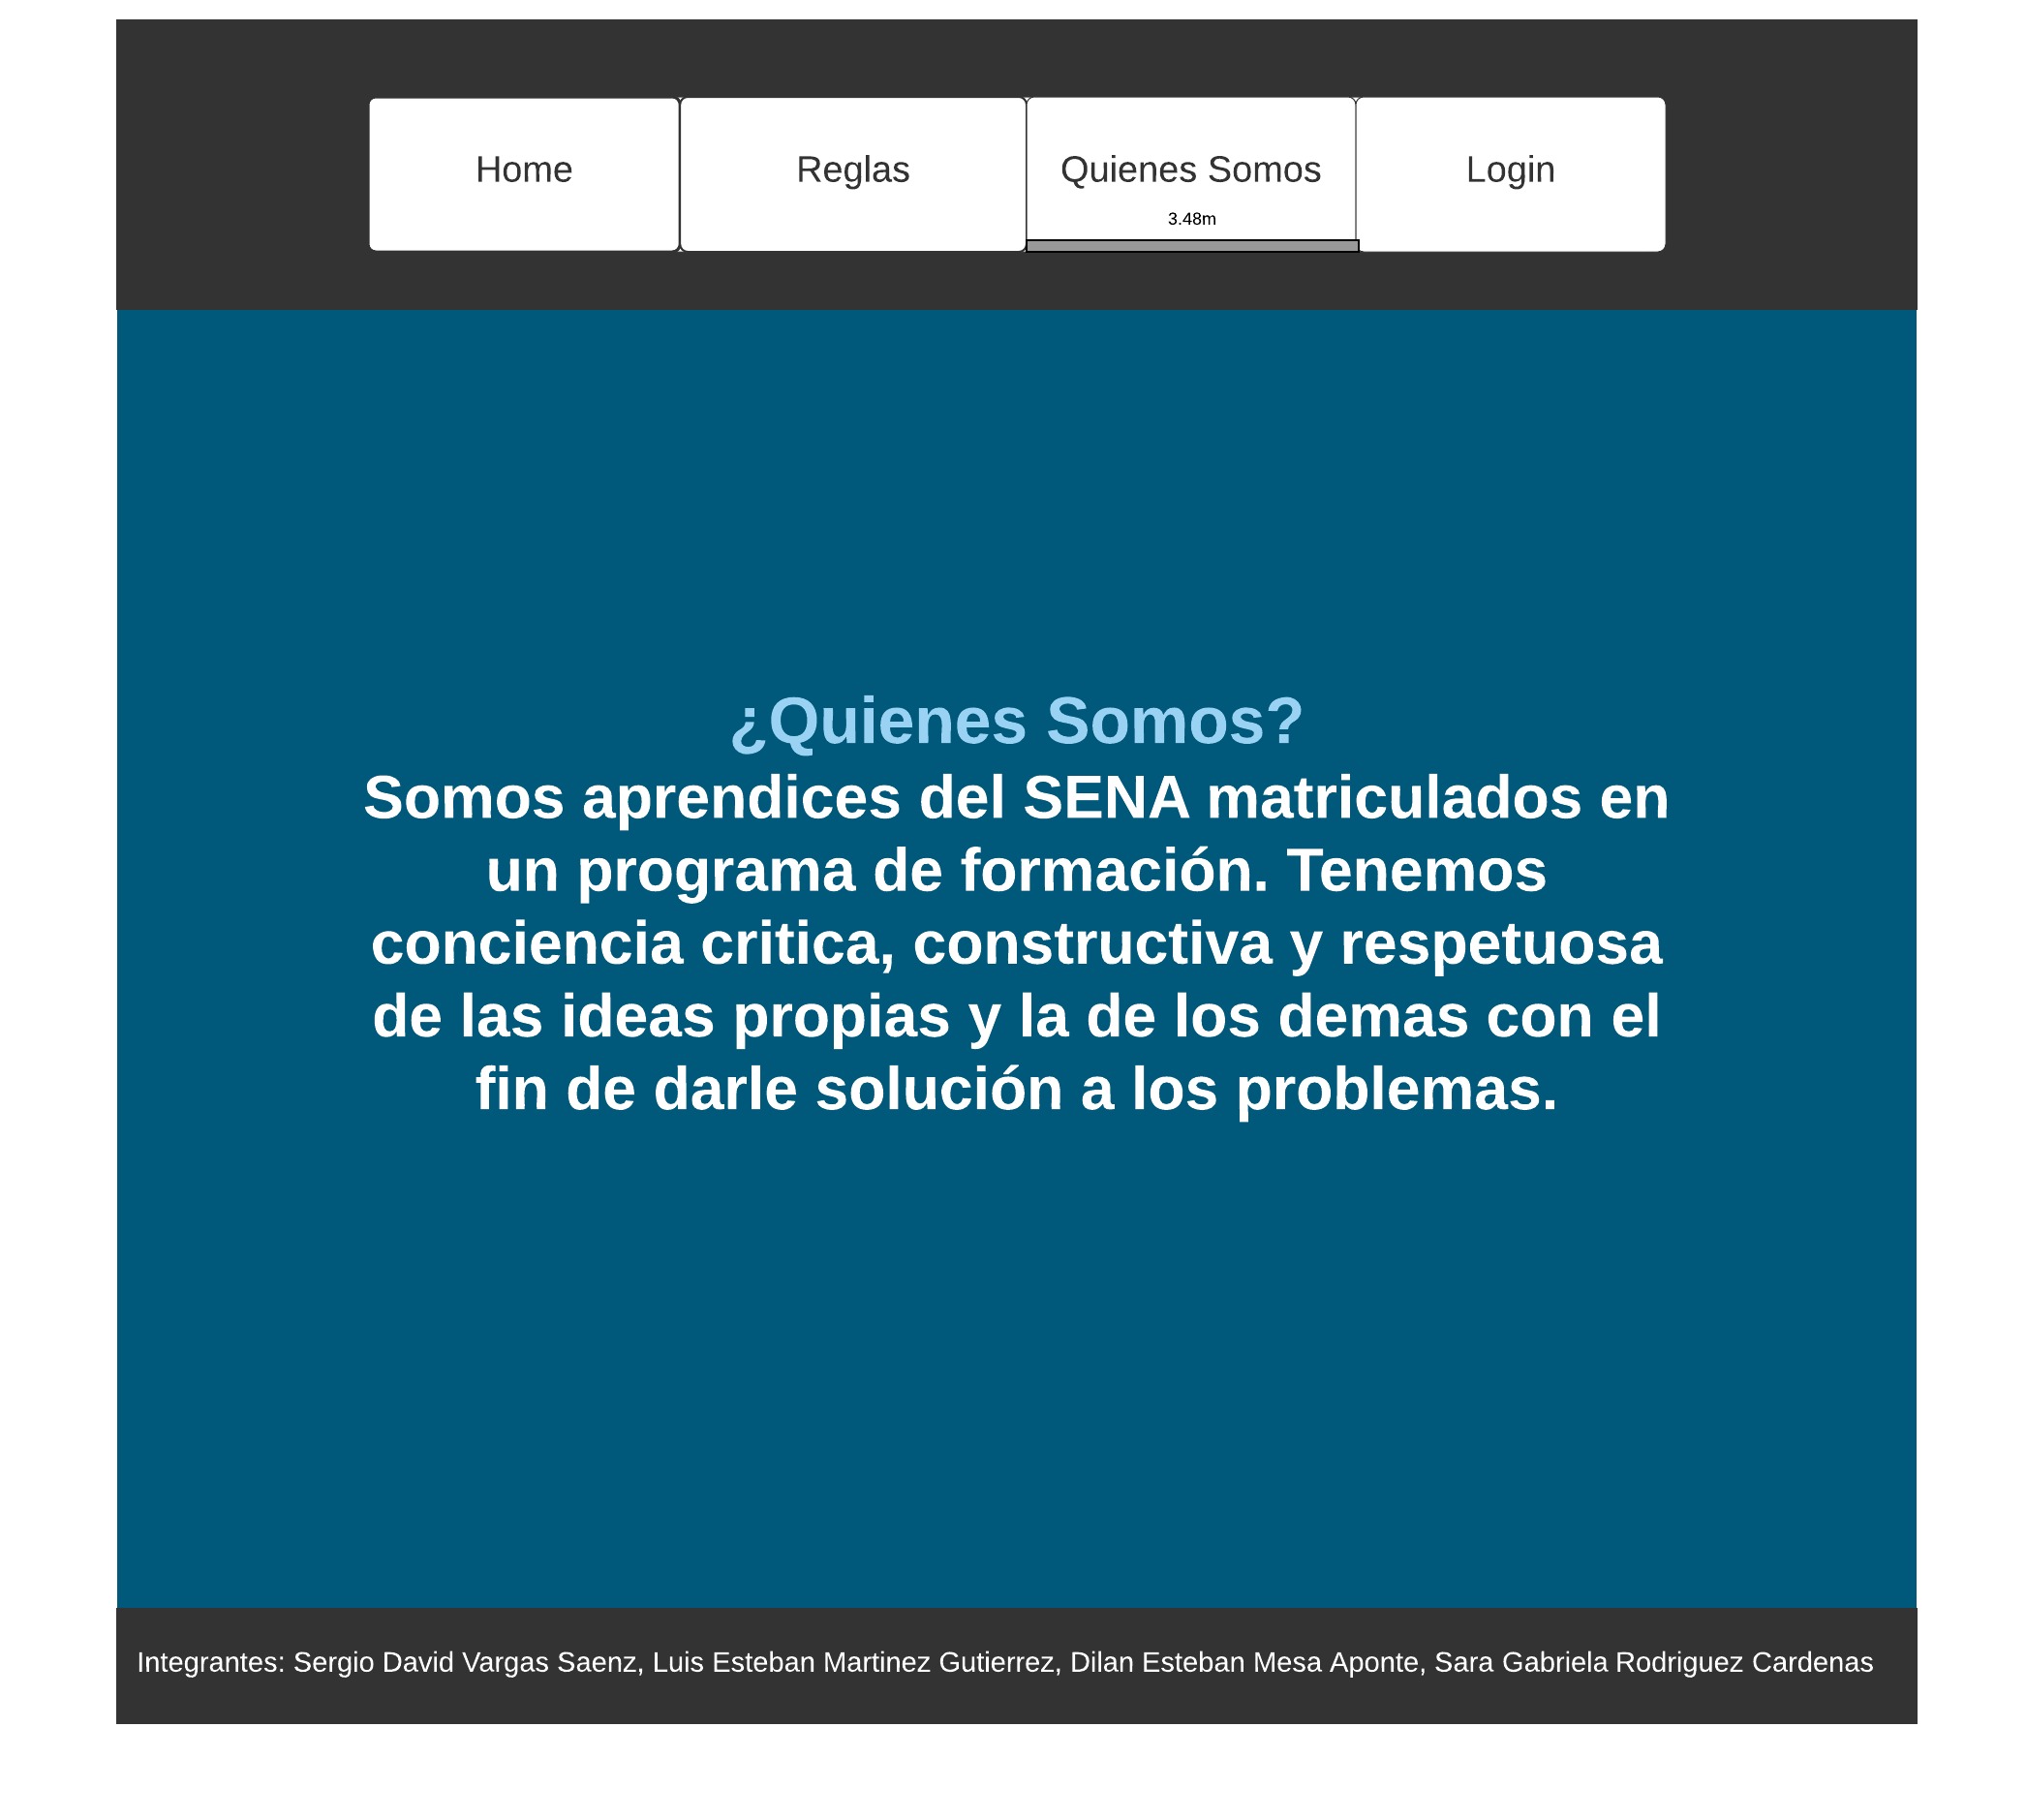 Home
Reglas
Quienes Somos
Login
3.48m
¿Quienes Somos?
Somos aprendices del SENA matriculados en
un programa de formación. Tenemos
conciencia critica, constructiva y respetuosa
de las ideas propias y la de los demas con el
fin de darle solución a los problemas.
Integrantes: Sergio David Vargas Saenz, Luis Esteban Martinez Gutierrez, Dilan Esteban Mesa Aponte, Sara Gabriela Rodriguez Cardenas